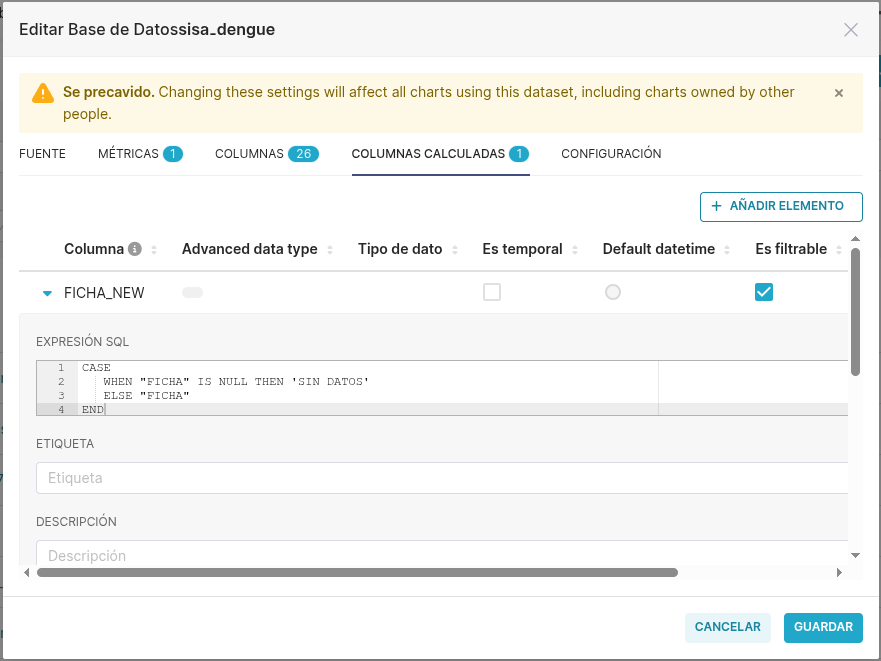 Editar Base de Datossisa_dengue
Se precavido. Changing these settings will affect all charts using this dataset, including charts owned by other
people.
FUENTE MÉTRICAS 1 COLUMNAS 26 COLUMNAS CALCULADAS 1 CONFIGURACIÓN
+ AÑADIR ELEMENTO
Columna Advanced data type Tipo de dato Es temporal Default datetime Es filtrable
FICHA_NEW
EXPRESIÓN SQL
1 CASE
2 WHEN "FICHA" IS NULL THEN 'SIN DATOS'
3 ELSE "FICHA"
4 END
ETIQUETA
Etiqueta
DESCRIPCIÓN
Descripción
CANCELAR GUARDAR